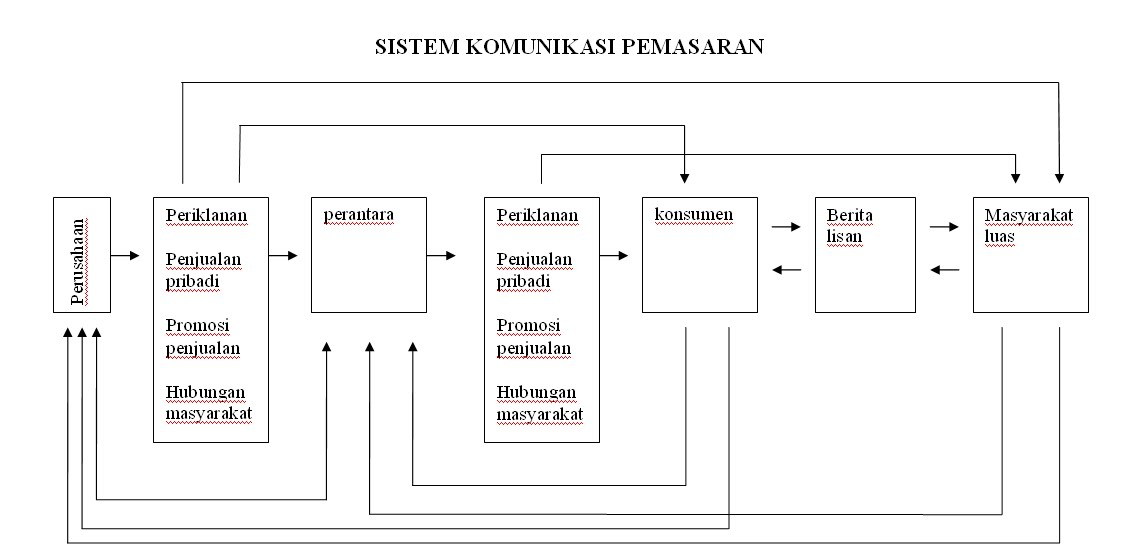 SISTEM KOMUNIKASI PEMASARAN
Perusahaan
Periklanan
Penjualan
pribadi
Promosi
penjualan
Hubungan
masyarakat
perantara
Periklanan
Penjualan
pribadi
Promosi
penjualan
Hubungan
masyarakat
konsumen
Berita
lisan
Masyarakat
luas